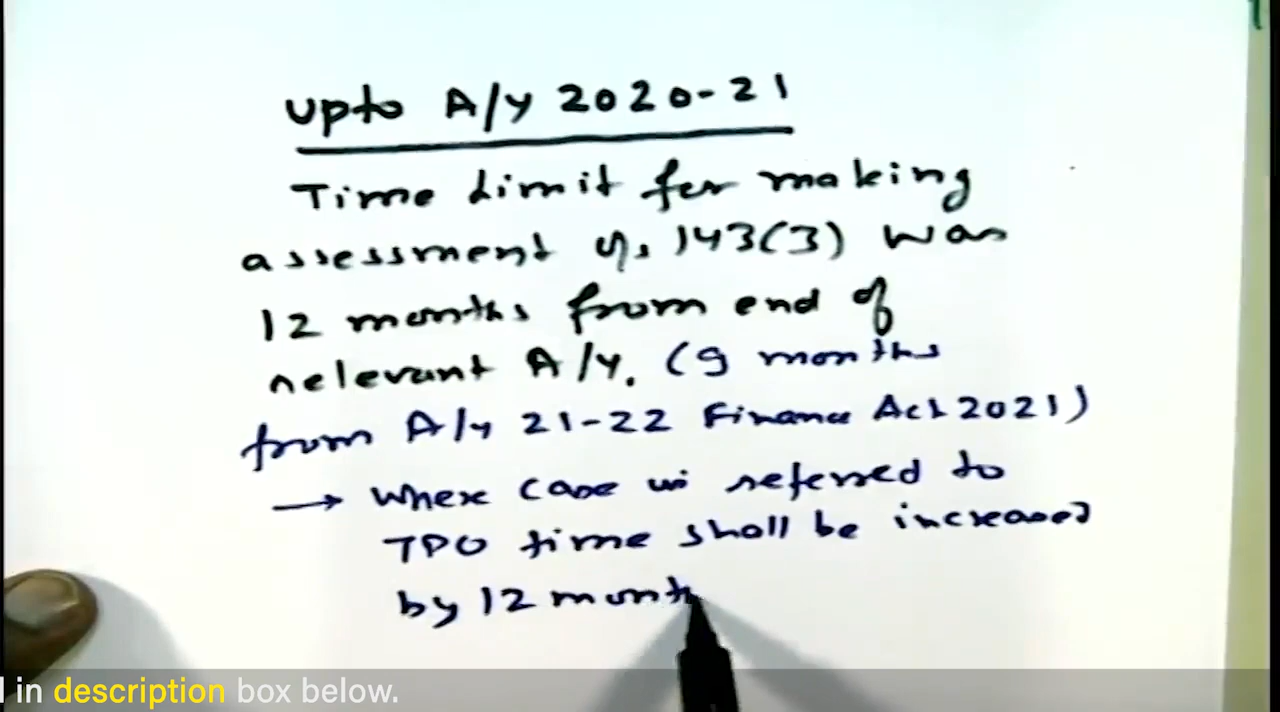 upto A/y 2020-21
Time limit for making
assessment u/s 143(3) was
12 months from end of
relevant A/y. (9 months
from A/y 21-22 Finance Act 2021)
→ Where case is referred to
TPO time shall be increased
by 12 mont
in description box below.